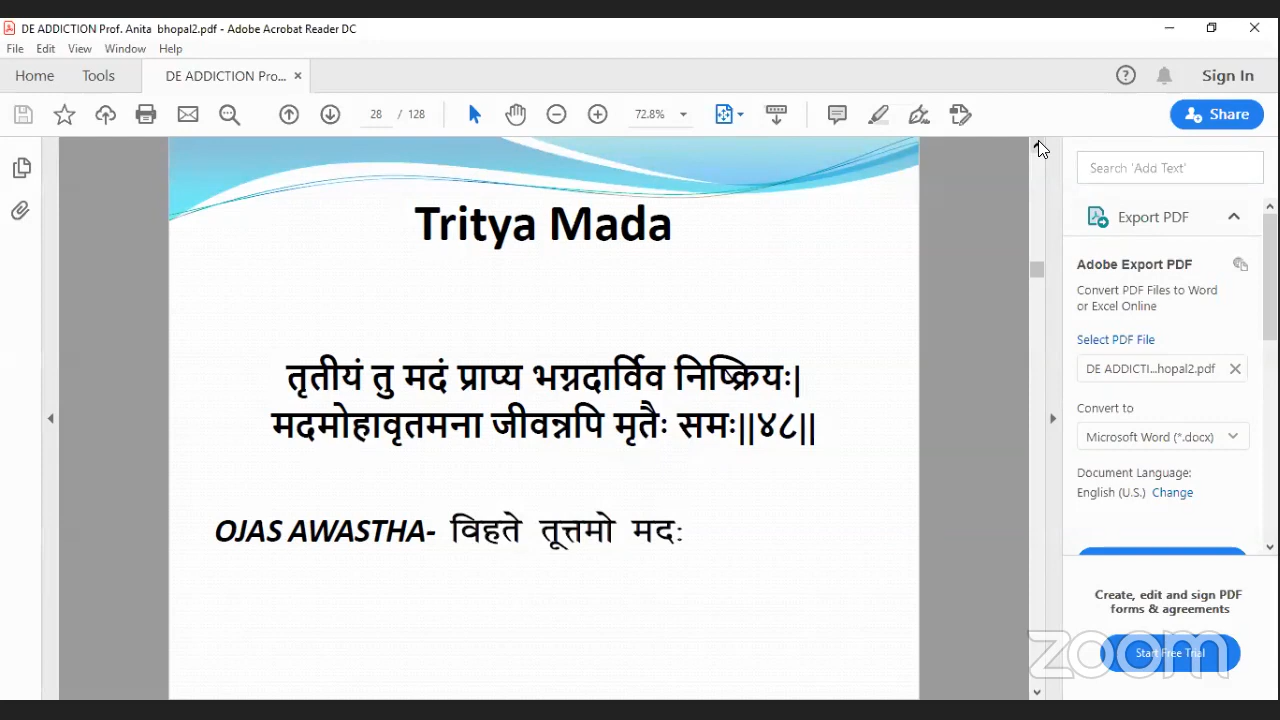 DE ADDICTION Prof. Anita bhopal2.pdf - Adobe Acrobat Reader DC
File Edit View Window Help
Home Tools DE ADDICTION Pro... × Sign In
28 / 128 72.8% Share
Search 'Add Text'
Tritya Mada
Export PDF
Adobe Export PDF
Convert PDF Files to Word
or Excel Online
Select PDF File
DE ADDICTI...hopal2.pdf
तृतीयं तु मदं प्राप्य भग्नदार्विव निष्क्रियः|
मदमोहावृतमना जीवन्नपि मृतैः समः||४८||
Convert to
Microsoft Word (*.docx)
Document Language:
English (U.S.) Change
OJAS AWASTHA- विहते तूत्तमो मदः
Create, edit and sign PDF
forms & agreements
Start Free Trial
zoom